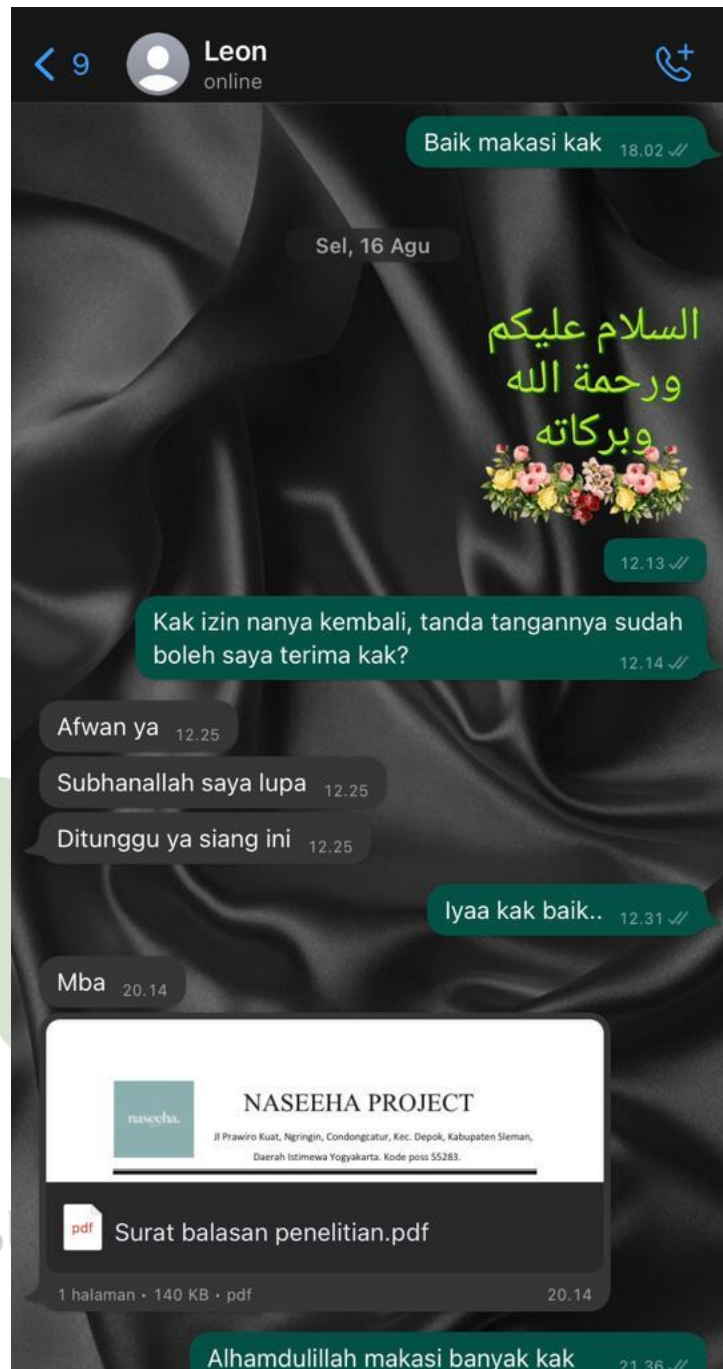 9
Leon
online
Baik makasi kak 18.02
Sel, 16 Agu
السلام عليكم
ورحمة الله
وبركاته
12.13
Kak izin nanya kembali, tanda tangannya sudah
boleh saya terima kak? 12.14
Afwan ya 12.25
Subhanallah saya lupa 12.25
Ditunggu ya siang ini 12.25
Iyaa kak baik.. 12.31
Mba 20.14
naseeha.
NASEEHA PROJECT
Jl Prawiro Kuat, Ngringin, Condongcatur, Kec. Depok, Kabupaten Sleman,
Daerah Istimewa Yogyakarta. Kode poss 55283.
pdf
Surat balasan penelitian.pdf
1 halaman • 140 KB • pdf 20.14
Alhamdulillah makasi banyak kak 21.36